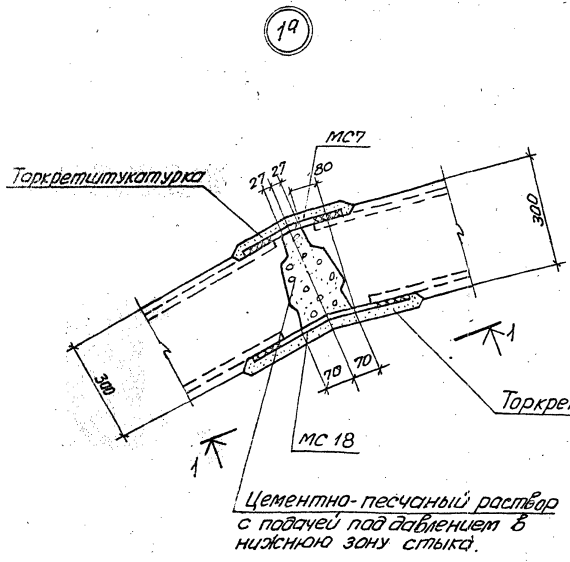 1а
МС7
27 27 80
Торкретштукатурка
300
300
1
70 70
Торкре
МС 18
1
Цементно-песчаный раствор
с подачей под давлением в
нижнюю зону стыка.